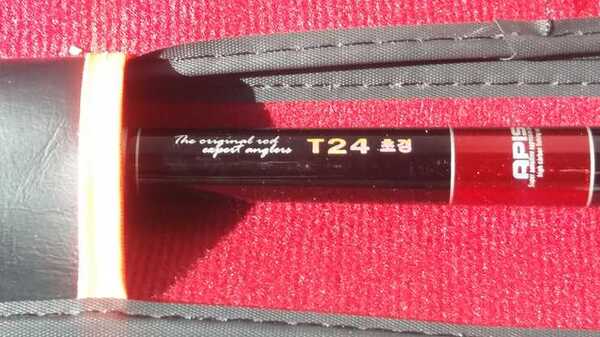 The original rod
expert anglers
T24 초경
APIS